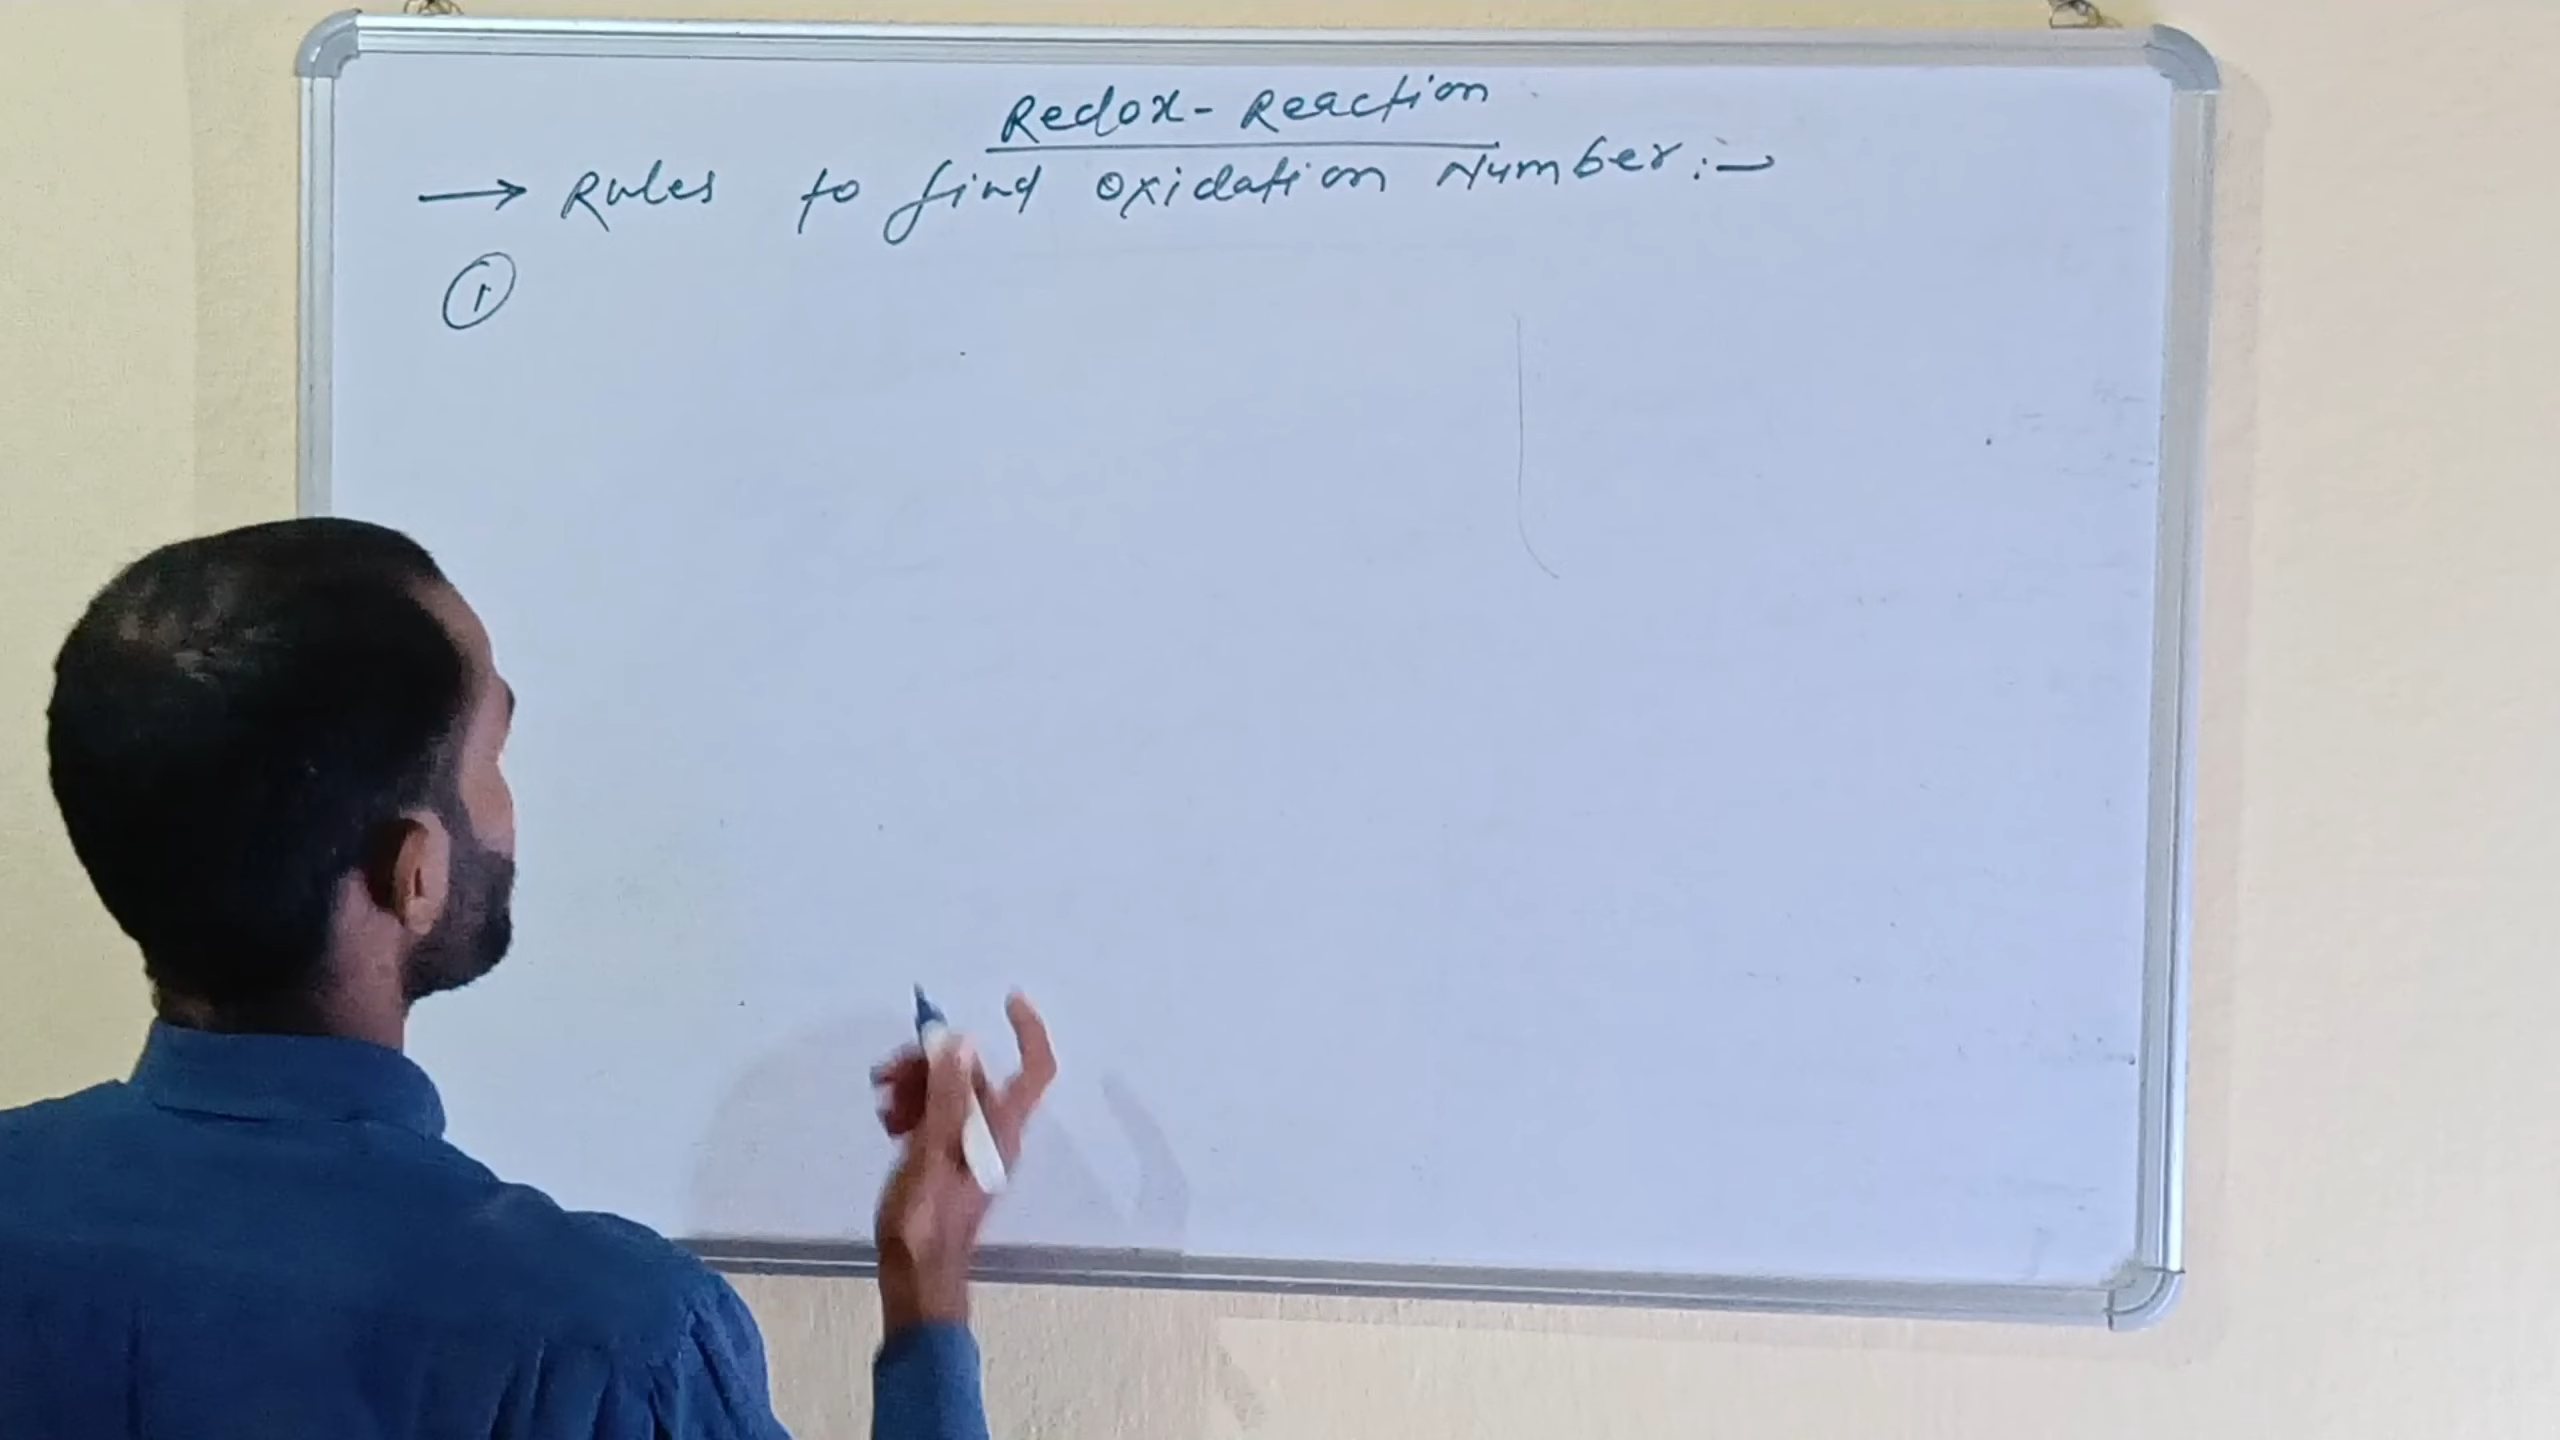 Redox - Reaction
→ Rules to find Oxidation Number :-
①